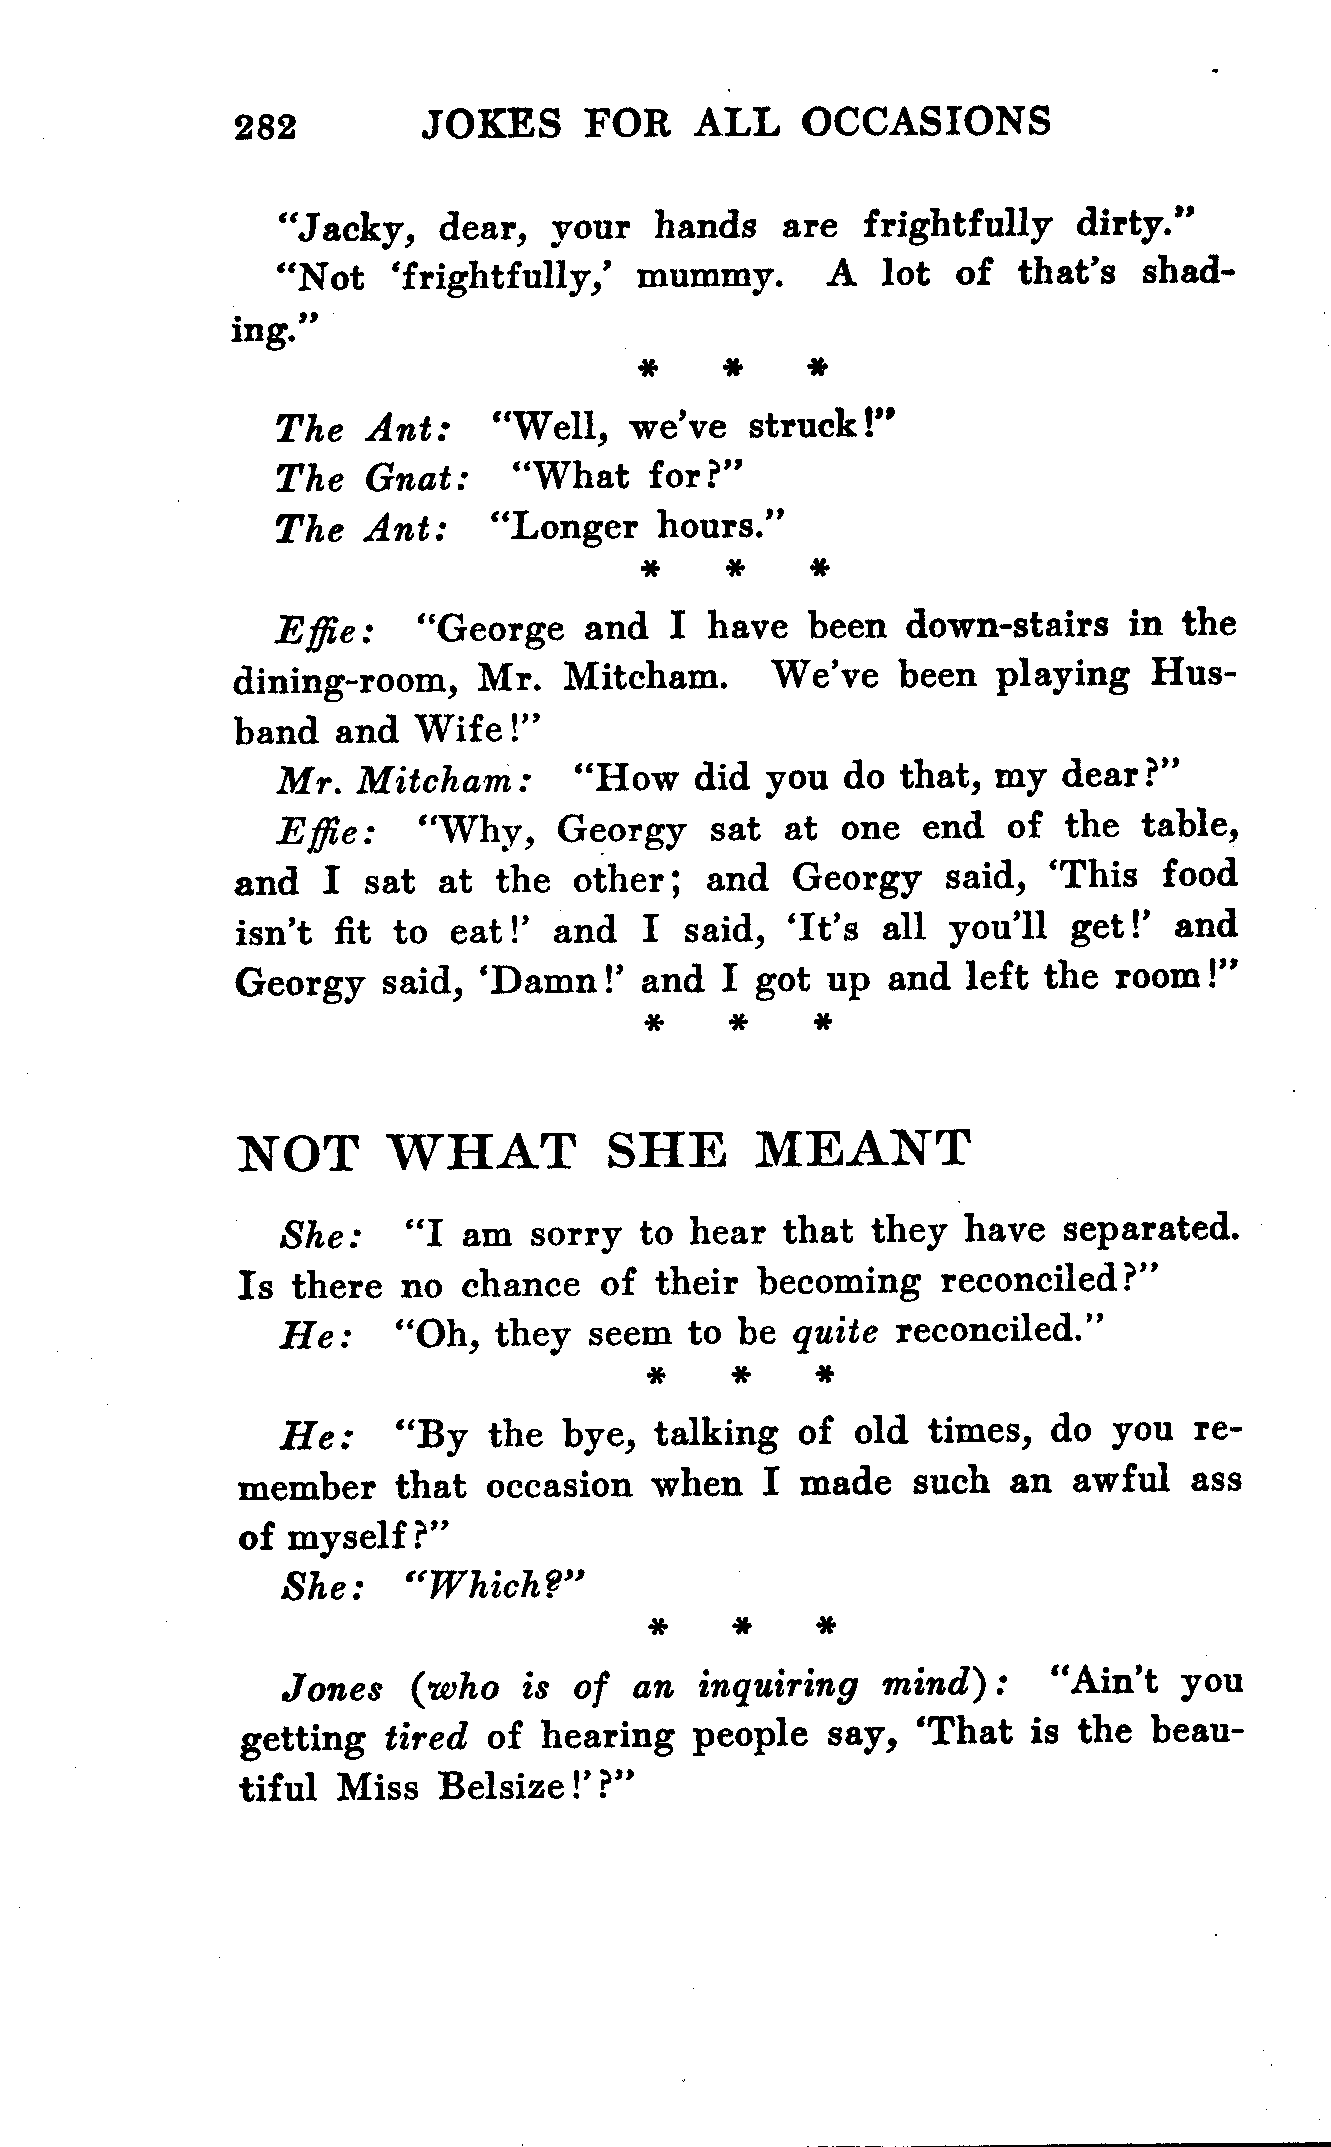 282 JOKES FOR ALL OCCASIONS
"Jacky, dear, your hands are frightfully dirty."
"Not 'frightfully,' mummy. A lot of that's shad-
ing."
* * *
The Ant: "Well, we've struck!"
The Gnat: "What for?"
The Ant: "Longer hours."
* * *
Effie: "George and I have been down-stairs in the
dining-room, Mr. Mitcham. We've been playing Hus-
band and Wife!"
Mr. Mitcham: "How did you do that, my dear?"
Effie: "Why, Georgy sat at one end of the table,
and I sat at the other; and Georgy said, 'This food
isn't fit to eat!' and I said, 'It's all you'll get!' and
Georgy said, 'Damn!' and I got up and left the room!"
* * *
NOT WHAT SHE MEANT
She: "I am sorry to hear that they have separated.
Is there no chance of their becoming reconciled?"
He: "Oh, they seem to be quite reconciled."
* * *
He: "By the bye, talking of old times, do you re-
member that occasion when I made such an awful ass
of myself?"
She: "Which?"
* * *
Jones (who is of an inquiring mind): "Ain't you
getting tired of hearing people say, 'That is the beau-
tiful Miss Belsize!'?"